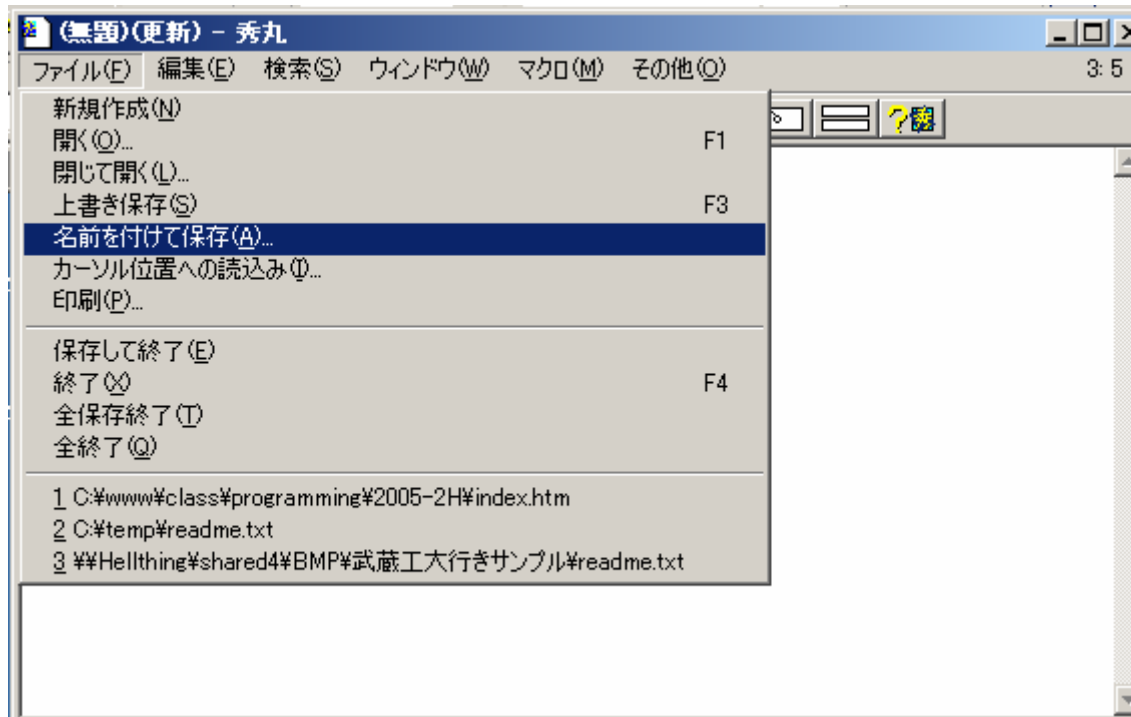 (無題)(更新) - 秀丸
ファイル(F) 編集(E) 検索(S) ウィンドウ(W) マクロ(M) その他(O) 3: 5
新規作成(N)
開く(O)... F1
閉じて開く(L)...
上書き保存(S) F3
名前を付けて保存(A)...
カーソル位置への読込み(I)...
印刷(P)...
保存して終了(E)
終了(X) F4
全保存終了(T)
全終了(Q)
1 C:¥www¥class¥programming¥2005-2H¥index.htm
2 C:¥temp¥readme.txt
3 ¥¥Hellthing¥shared4¥BMP¥武蔵工大行きサンプル¥readme.txt